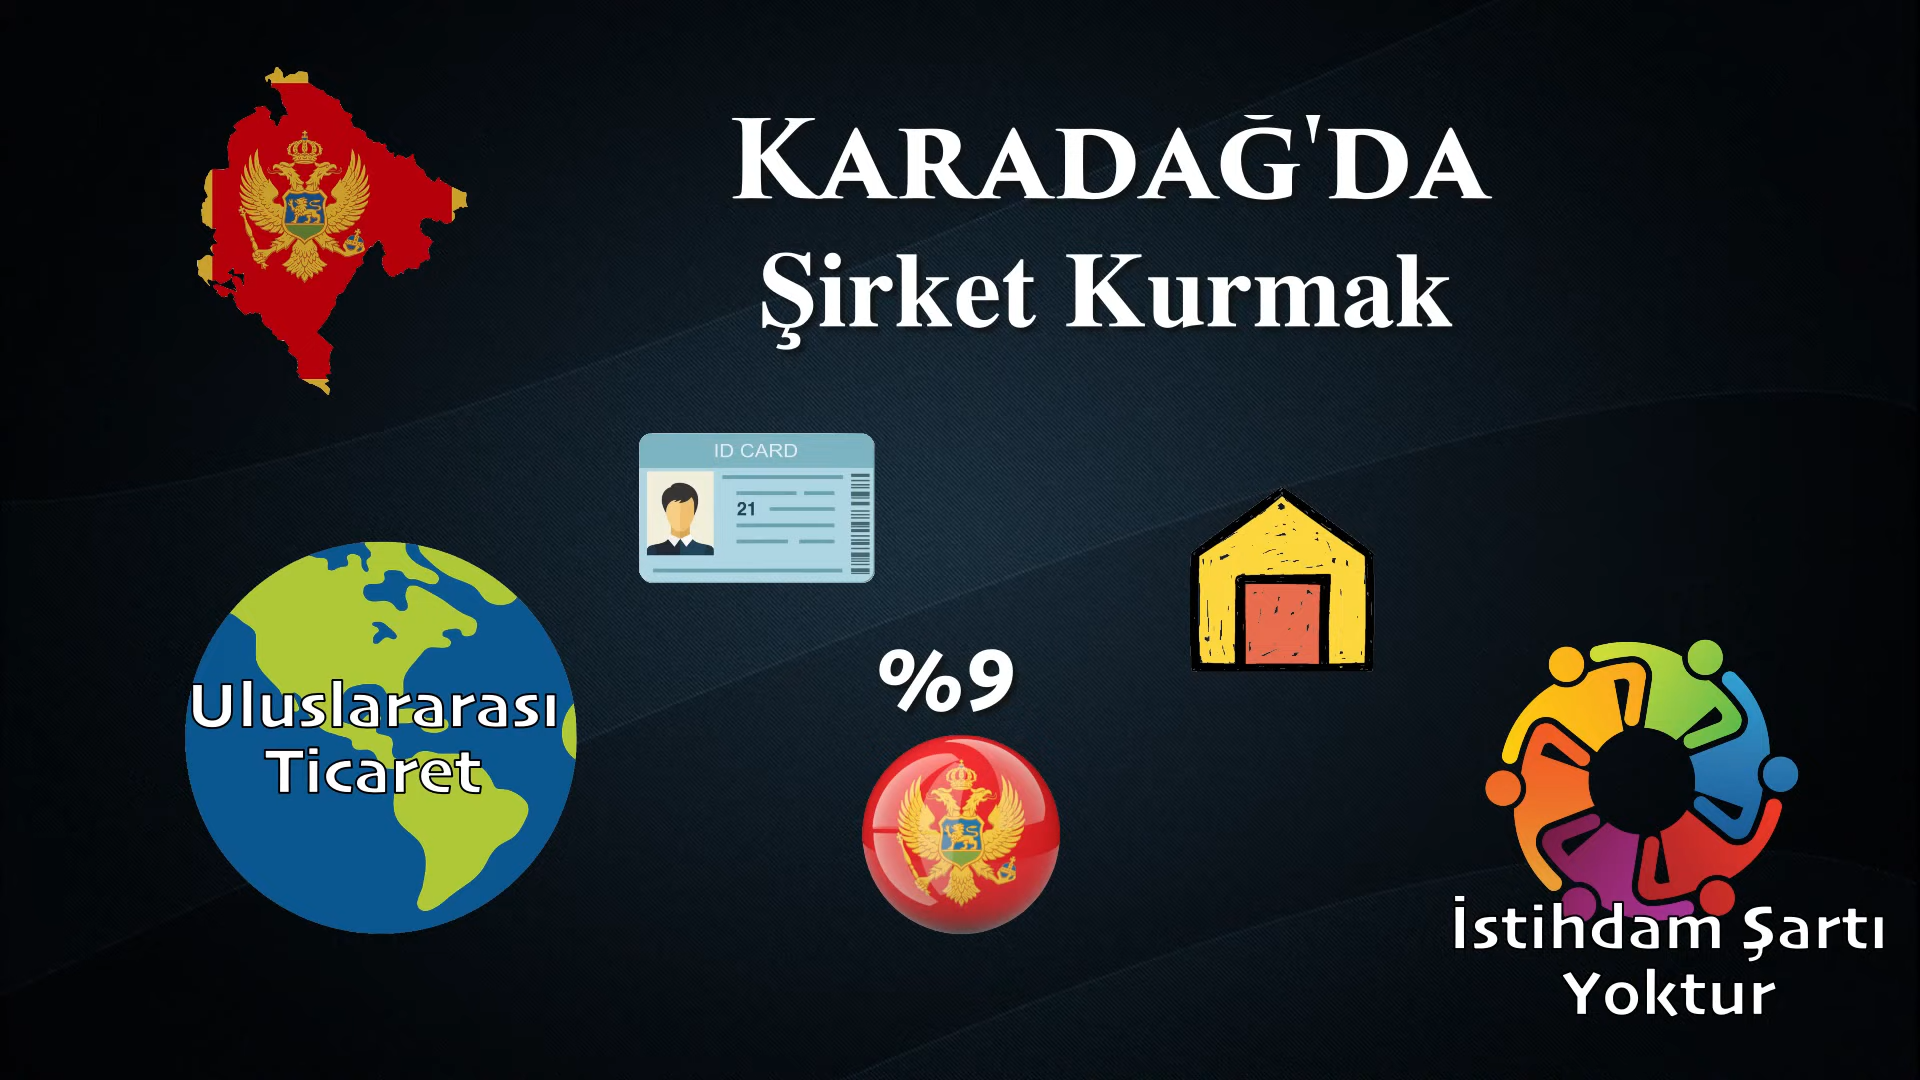 KARADAĞ'DA
Şirket Kurmak
ID CARD
21
%9
Uluslararası
Ticaret
İstihdam Şartı
Yoktur